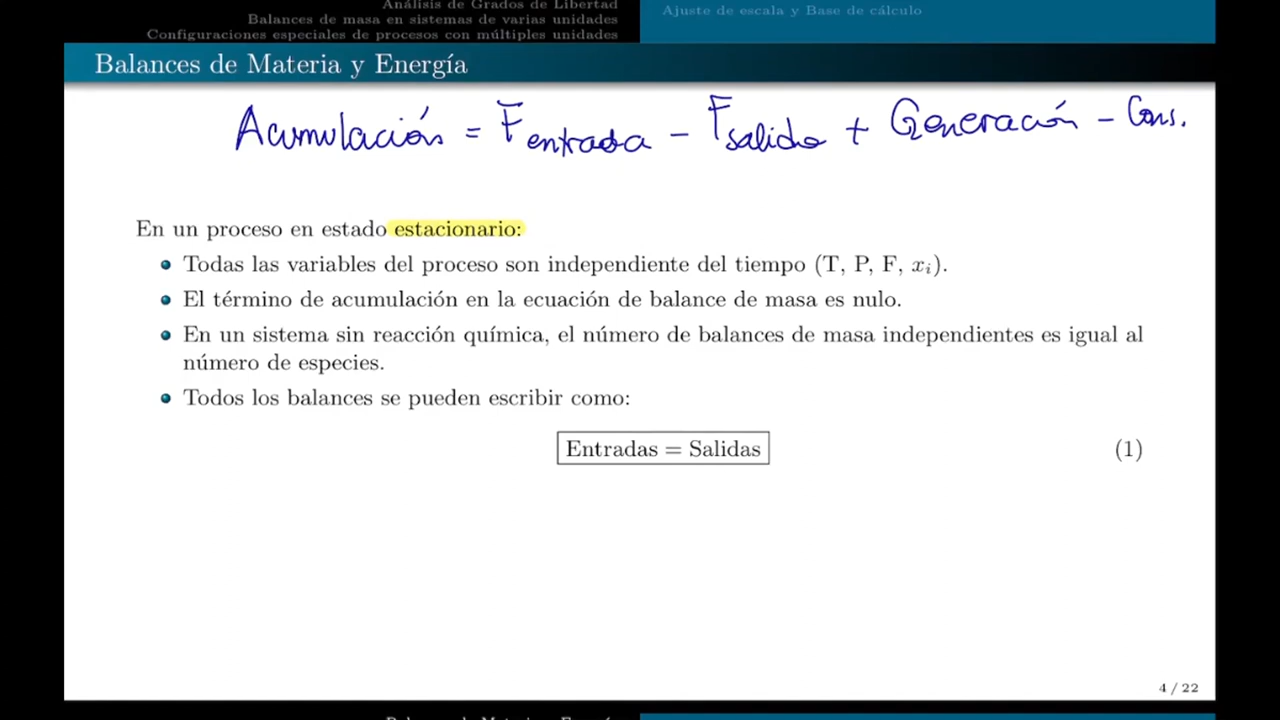 Análisis de Grados de Libertad
Balances de masa en sistemas de varias unidades
Configuraciones especiales de procesos con múltiples unidades
Ajuste de escala y Base de cálculo
Balances de Materia y Energía
Acumulación = F entrada - F salida + Generación - Cons.
En un proceso en estado estacionario:
Todas las variables del proceso son independiente del tiempo (T, P, F, xᵢ).
El término de acumulación en la ecuación de balance de masa es nulo.
En un sistema sin reacción química, el número de balances de masa independientes es igual al
número de especies.
Todos los balances se pueden escribir como:
Entradas = Salidas (1)
4 / 22